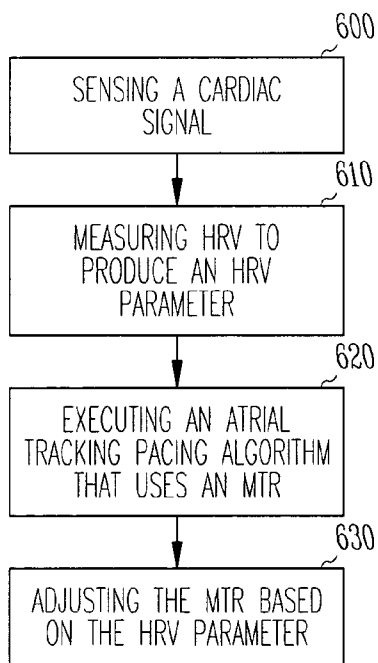 600
SENSING A CARDIAC
SIGNAL
610
MEASURING HRV TO
PRODUCE AN HRV
PARAMETER
620
EXECUTING AN ATRIAL
TRACKING PACING ALGORITHM
THAT USES AN MTR
630
ADJUSTING THE MTR BASED
ON THE HRV PARAMETER